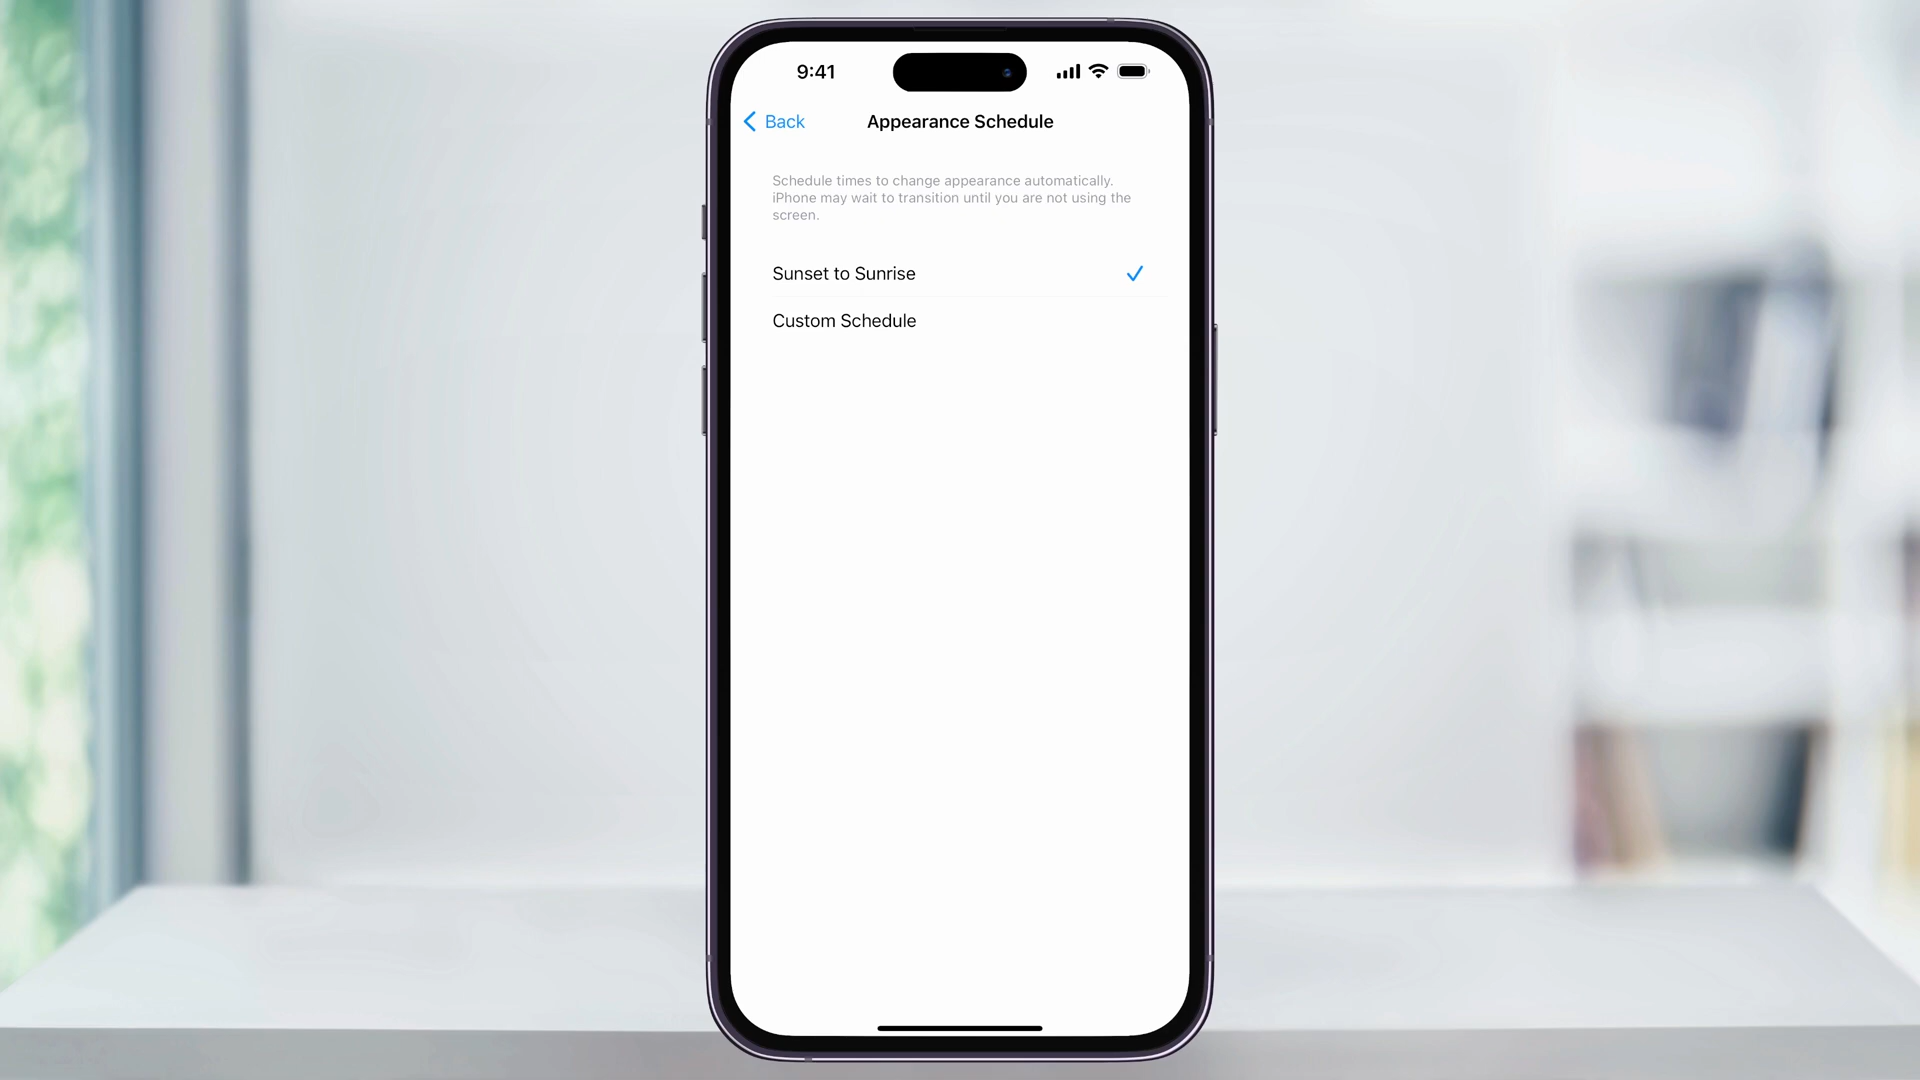 9:41
Back
Appearance Schedule
Schedule times to change appearance automatically.
iPhone may wait to transition until you are not using the
screen.
Sunset to Sunrise
Custom Schedule